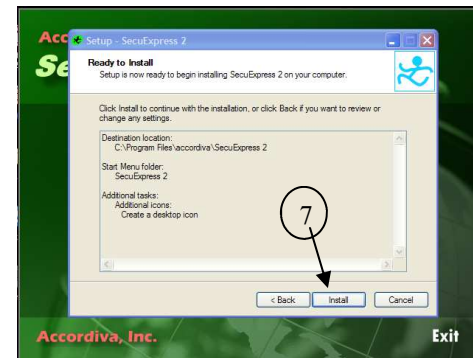 Acc
Se
Setup - SecuExpress 2
Ready to Install
Setup is now ready to begin installing SecuExpress 2 on your computer.
Click Install to continue with the installation, or click Back if you want to review or
change any settings.
Destination location:
C:\Program Files\accordiva\SecuExpress 2
Start Menu folder:
SecuExpress 2
Additional tasks:
Additional icons:
Create a desktop icon
7
< Back Install Cancel
Accordiva, Inc. Exit